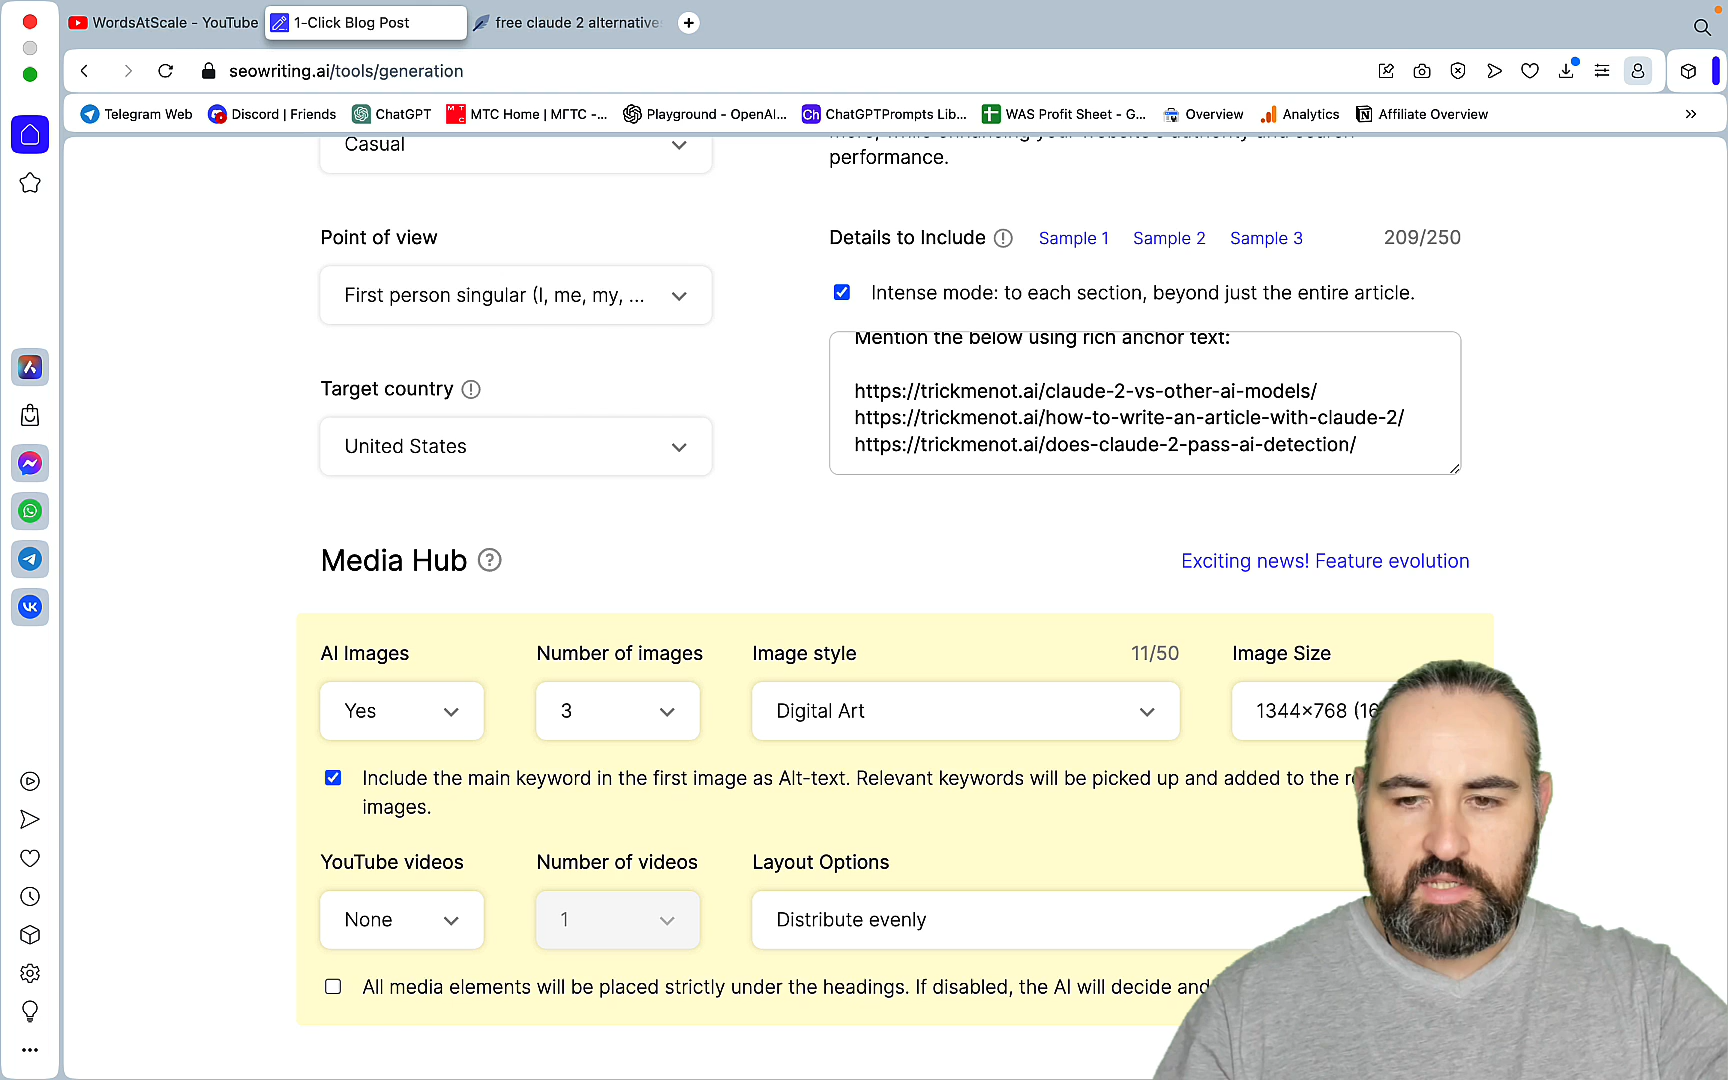 WordsAtScale - YouTube
1-Click Blog Post
free claude 2 alternative
seowriting.ai/tools/generation
Telegram Web
Discord | Friends
ChatGPT
МТС Home | МГТС -...
Playground - OpenAI...
Ch
ChatGPTPrompts Lib...
WAS Profit Sheet - G...
Overview
Analytics
Affiliate Overview
Casual
performance.
Point of view
Details to Include
Sample 1
Sample 2
Sample 3
209/250
First person singular (I, me, my, ...
Intense mode: to each section, beyond just the entire article.
Mention the below using rich anchor text:
Target country
https://trickmenot.ai/claude-2-vs-other-ai-models/
https://trickmenot.ai/how-to-write-an-article-with-claude-2/
https://trickmenot.ai/does-claude-2-pass-ai-detection/
United States
Media Hub
Exciting news! Feature evolution
AI Images
Number of images
Image style
11/50
Image Size
Yes
3
Digital Art
1344×768 (16
Include the main keyword in the first image as Alt-text. Relevant keywords will be picked up and added to the
images.
YouTube videos
Number of videos
Layout Options
None
1
Distribute evenly
All media elements will be placed strictly under the headings. If disabled, the AI will decide and